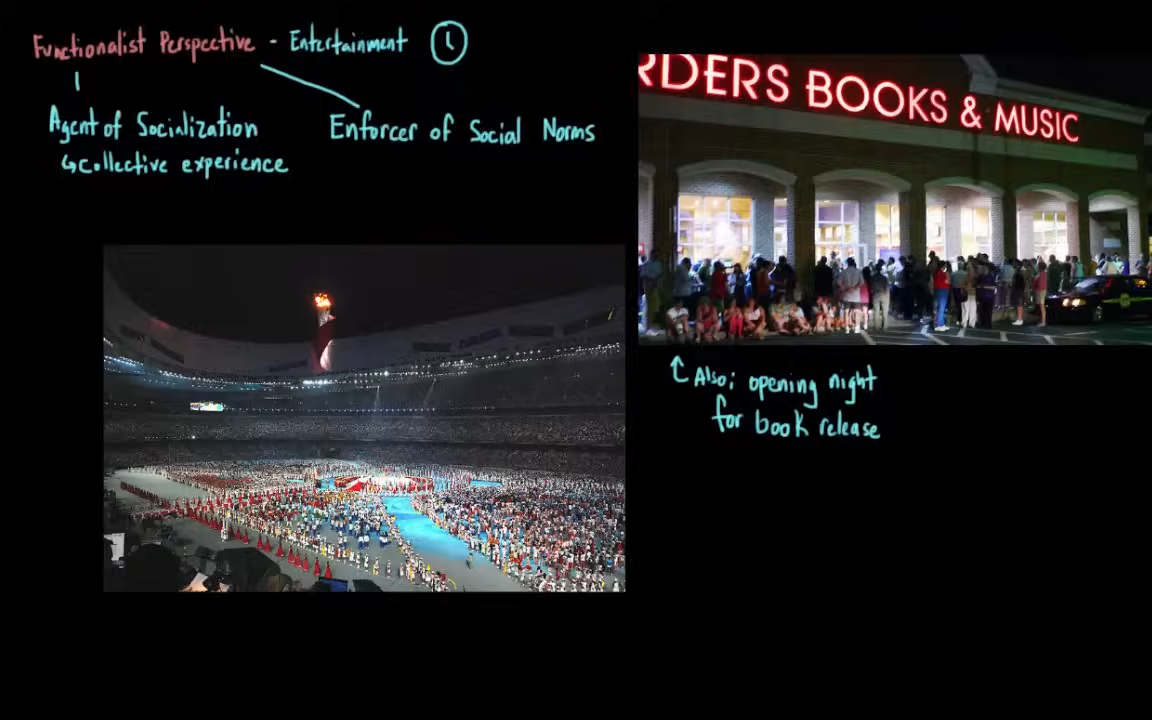 Functionalist Perspective - Entertainment
Agent of Socialization
↳collective experience
Enforcer of Social Norms
RDERS BOOKS & MUSIC
Also; opening night
for book release